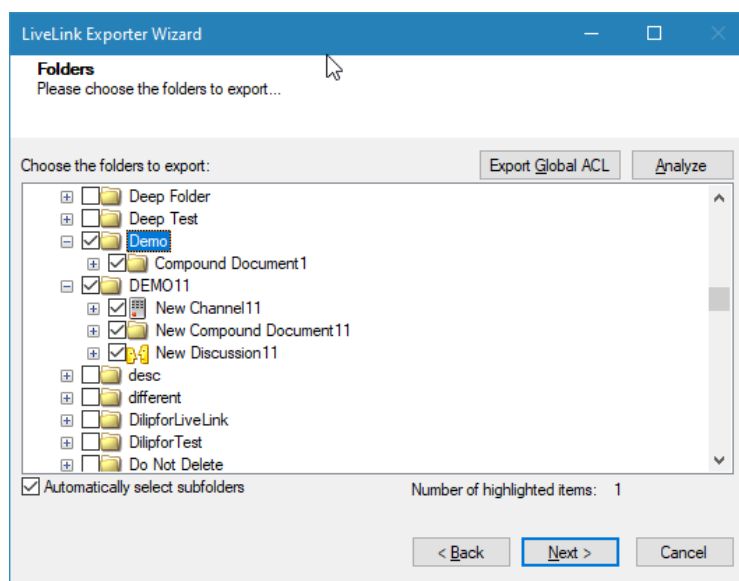 LiveLink Exporter Wizard
Folders
Please choose the folders to export...
Choose the folders to export:
Export Global ACL
Analyze
Deep Folder
Deep Test
Demo
Compound Document1
DEMO11
New Channel11
New Compound Document11
New Discussion11
desc
different
DilipforLiveLink
DilipforTest
Do Not Delete
Automatically select subfolders
Number of highlighted items: 1
< Back
Next >
Cancel